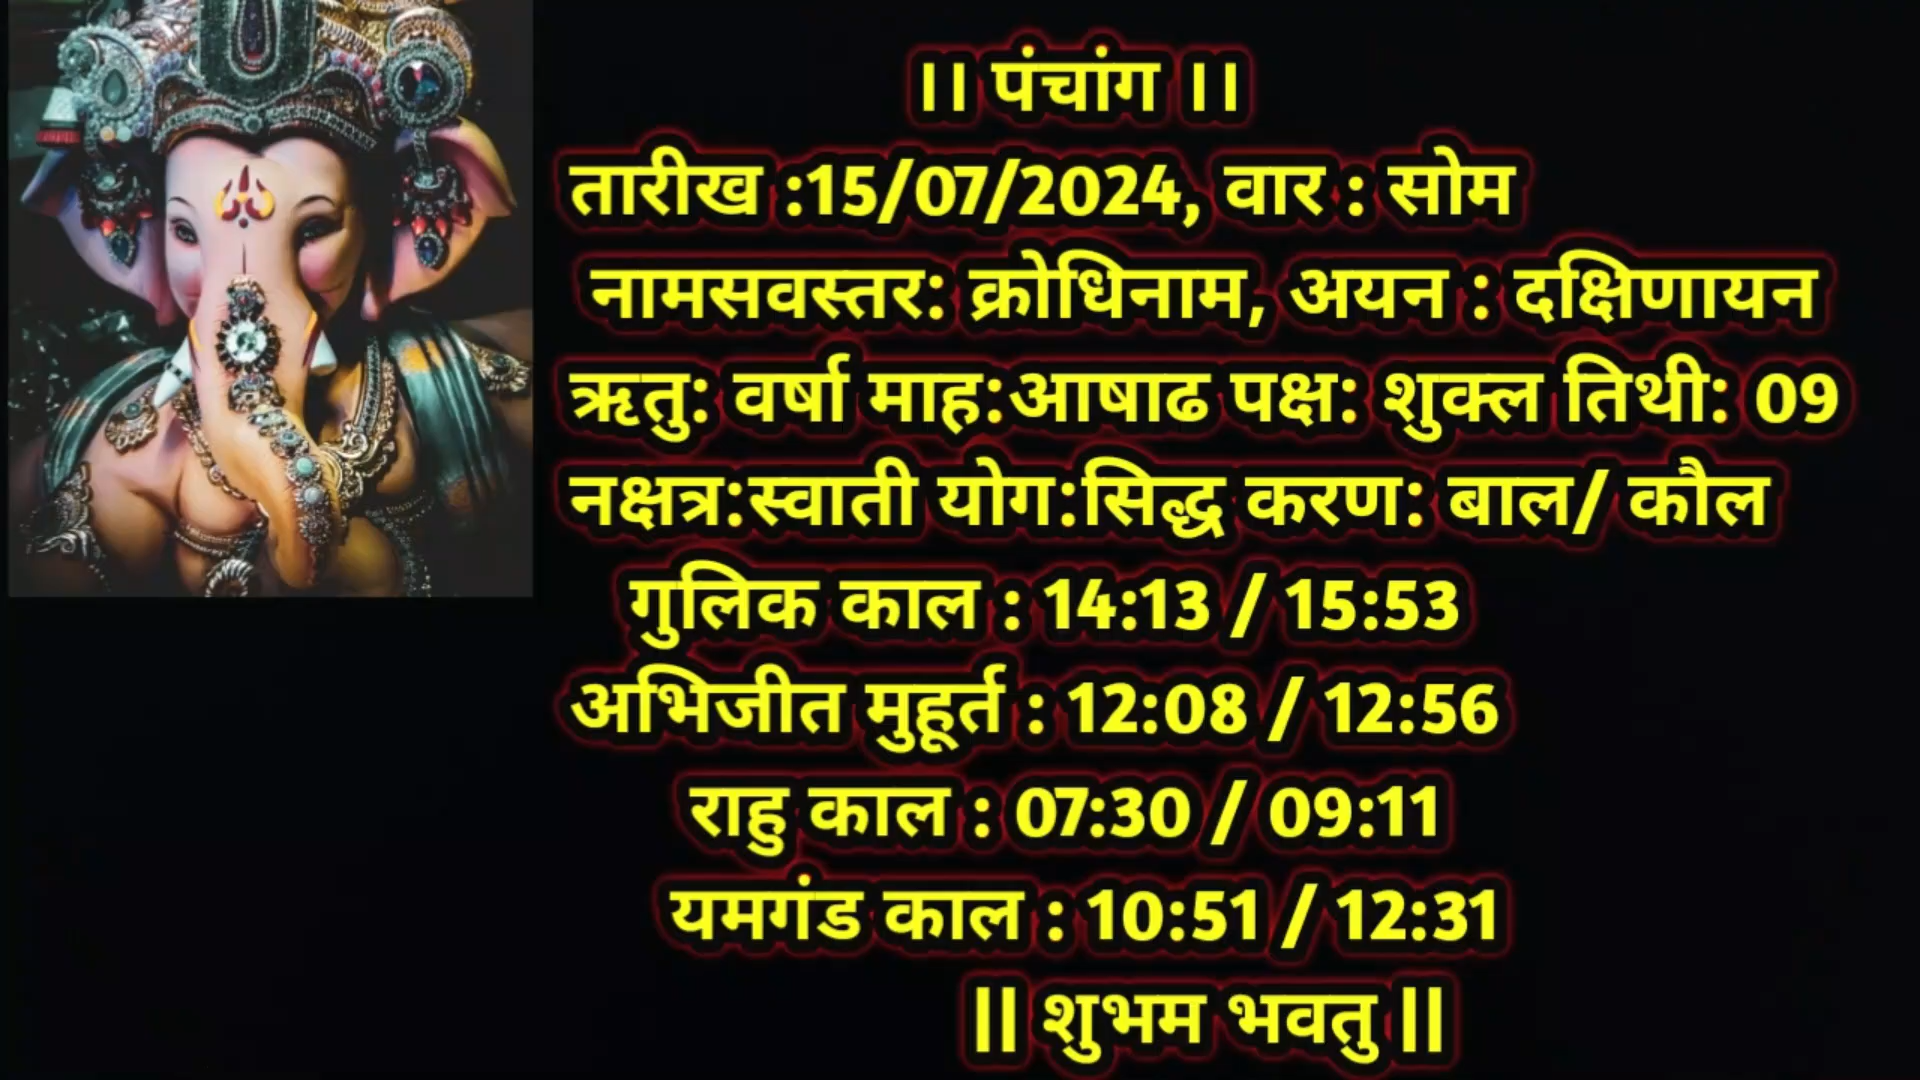 ।। पंचांग ।।
तारीख :15/07/2024, वार : सोम
नामसवस्तर: क्रोधिनाम, अयन : दक्षिणायन
ऋतु: वर्षा माह:आषाढ पक्ष: शुक्ल तिथी: 09
नक्षत्र:स्वाती योग:सिद्ध करण: बाल/ कौल
गुलिक काल : 14:13 / 15:53
अभिजीत मुहूर्त : 12:08 / 12:56
राहु काल : 07:30 / 09:11
यमगंड काल : 10:51 / 12:31
|| शुभम भवतु ||